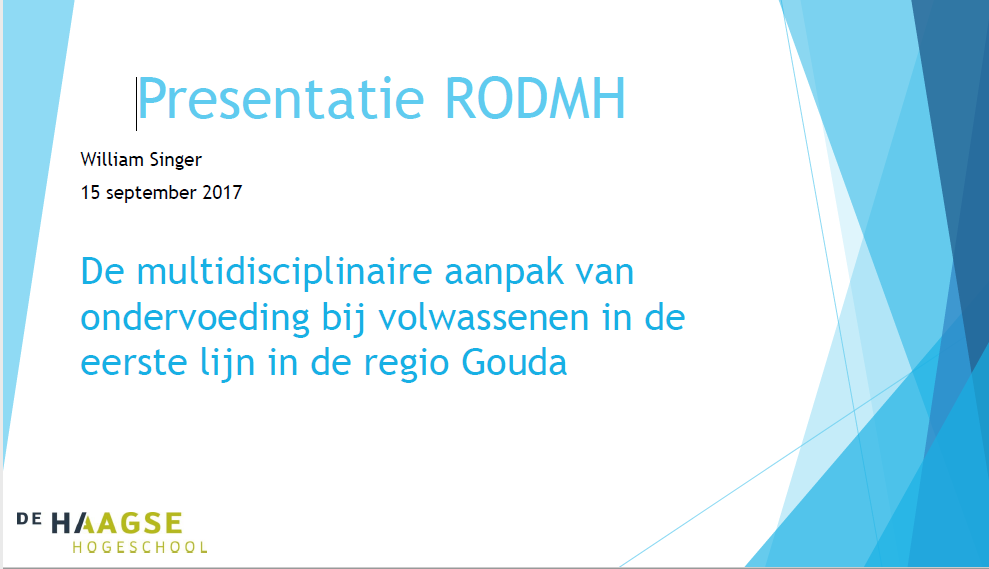 Presentatie RODMH
William Singer
15 september 2017
De multidisciplinaire aanpak van
ondervoeding bij volwassenen in de
eerste lijn in de regio Gouda
DE HAAGSE
HOGESCHOOL